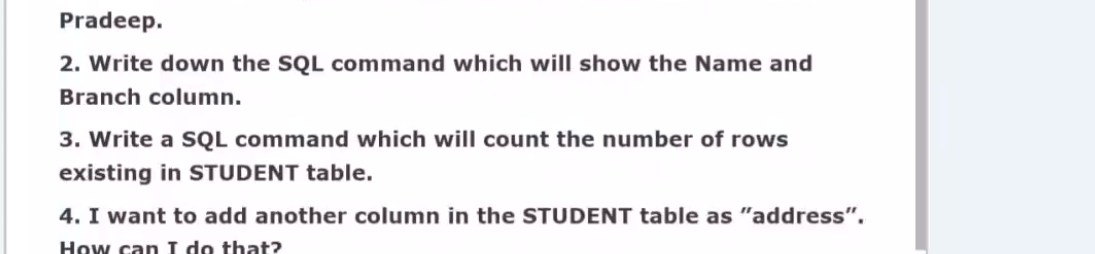 Pradeep.
2. Write down the SQL command which will show the Name and
Branch column.
3. Write a SQL command which will count the number of rows
existing in STUDENT table.
4. I want to add another column in the STUDENT table as ”address”.
How can I do that?